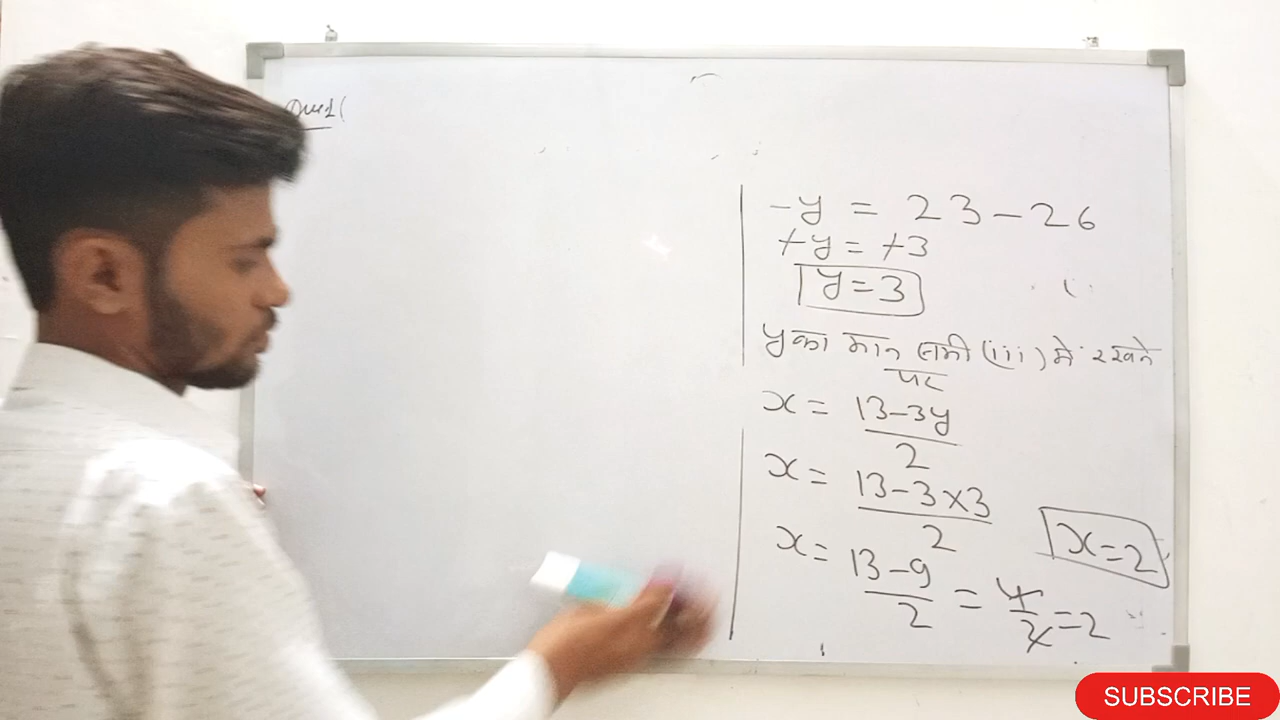 Que1(
-y = 23-26
+y = +3
y=3
y का मान समी (iii) में रखने
पर
x = 13-3y
2
x = 13-3×3
2
x = 13-9
2
= 4
2
=2
x=2
SUBSCRIBE